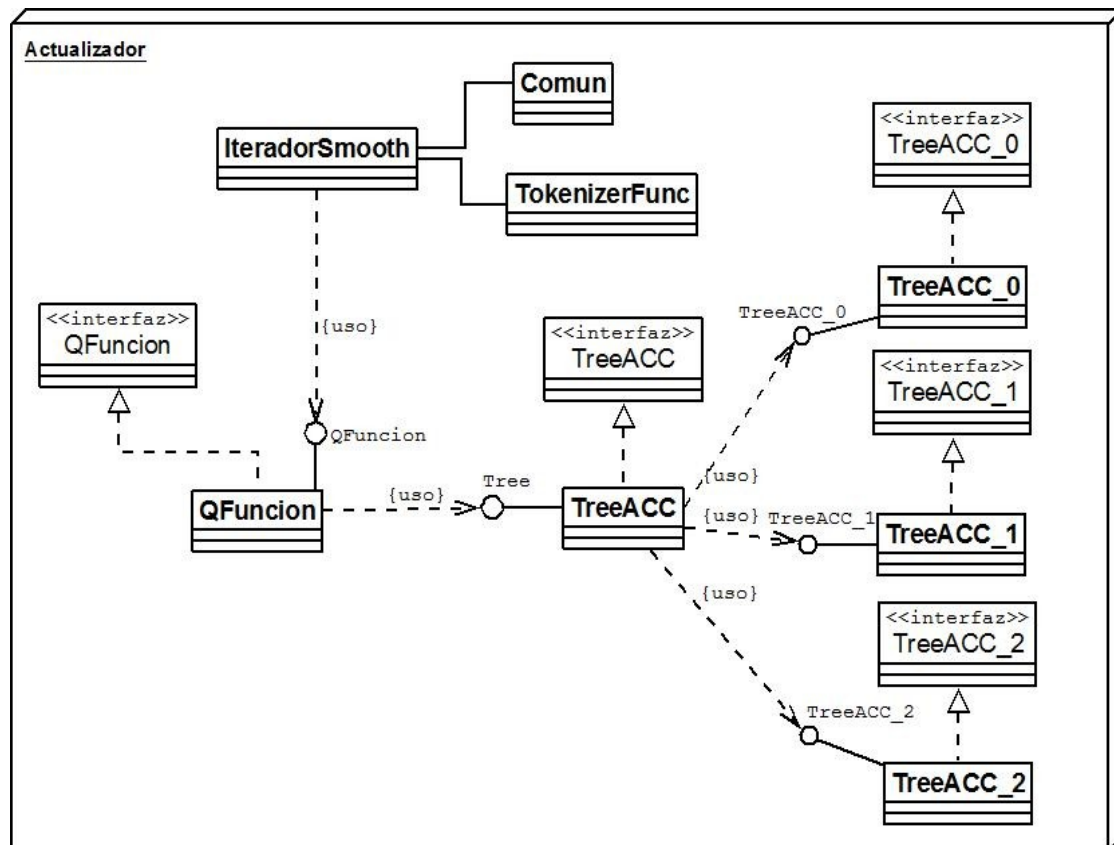 Actualizador
Comun
<<interfaz>>
TreeACC_0
IteradorSmooth
TokenizerFunc
TreeACC_0
<<interfaz>>
QFuncion
{uso}
<<interfaz>>
TreeACC
TreeACC_0
<<interfaz>>
TreeACC_1
QFuncion
{uso}
Tree
{uso}
QFuncion
TreeACC
{uso}
TreeACC_1
TreeACC_1
{uso}
<<interfaz>>
TreeACC_2
TreeACC_2
TreeACC_2